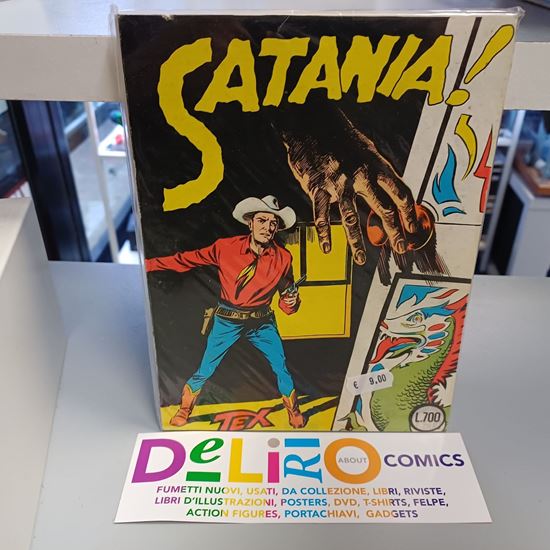 SATANIA!
€ 9,00
TEX
L.700
DeLiRiO ABOUT COMICS
FUMETTI NUOVI, USATI, DA COLLEZIONE, LIBRI, RIVISTE,
LIBRI D'ILLUSTRAZIONI, POSTERS, DVD, T-SHIRTS, FELPE,
ACTION FIGURES, PORTACHIAVI, GADGETS